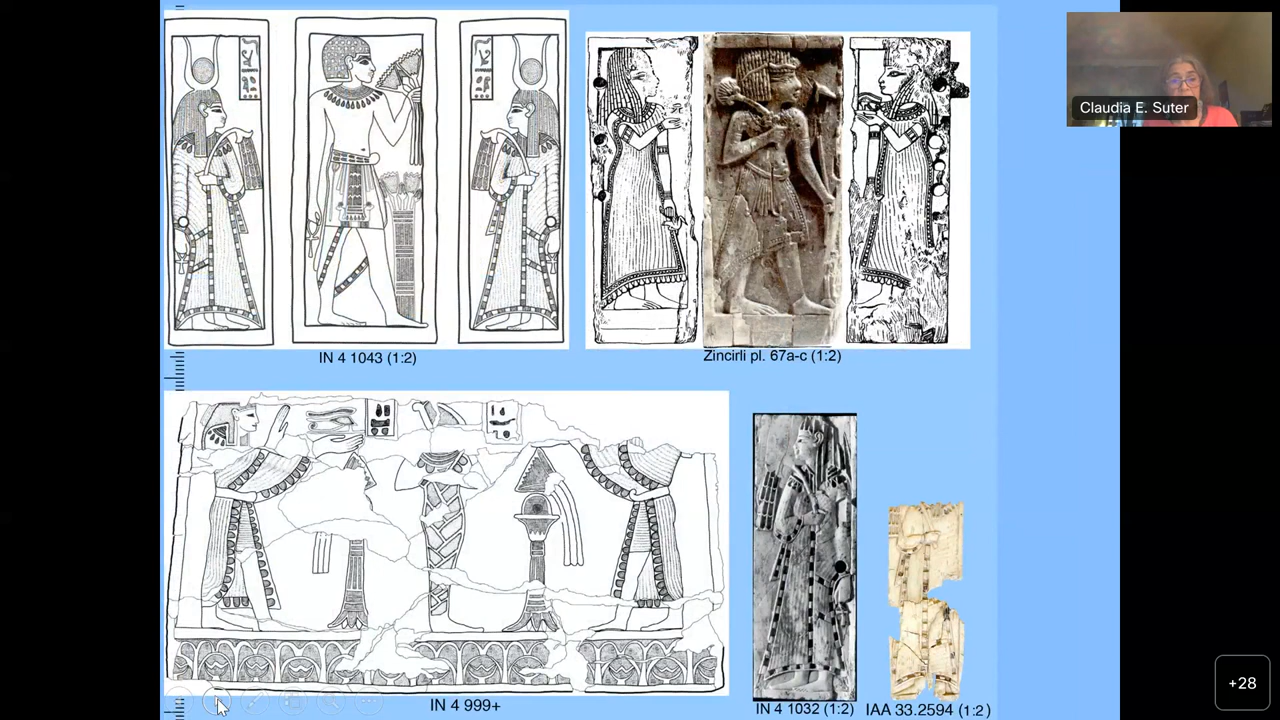 Claudia E. Suter
IN 4 1043 (1:2)
Zincirli pl. 67a-c (1:2)
IN 4 999+
IN 4 1032 (1:2)
IAA 33.2594 (1:2)
+28